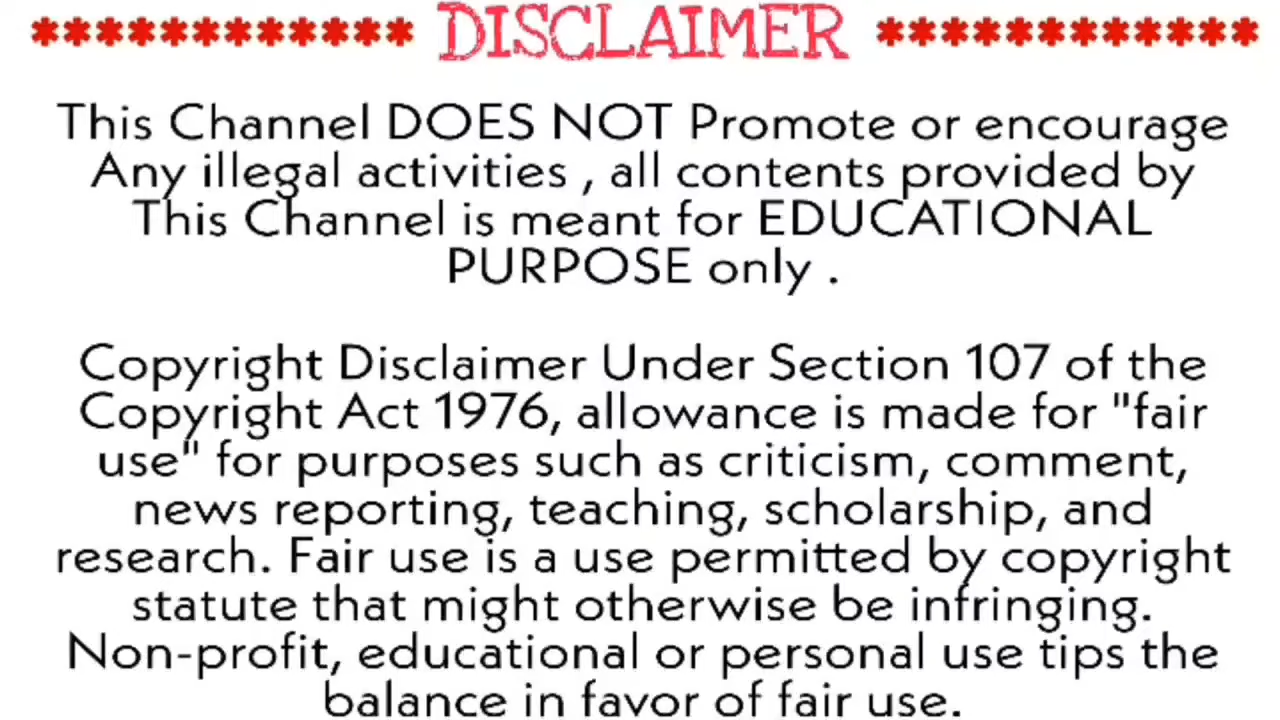 ************ DISCLAIMER ************
This Channel DOES NOT Promote or encourage
Any illegal activities , all contents provided by
This Channel is meant for EDUCATIONAL
PURPOSE only .
Copyright Disclaimer Under Section 107 of the
Copyright Act 1976, allowance is made for "fair
use" for purposes such as criticism, comment,
news reporting, teaching, scholarship, and
research. Fair use is a use permitted by copyright
statute that might otherwise be infringing.
Non-profit, educational or personal use tips the
balance in favor of fair use.